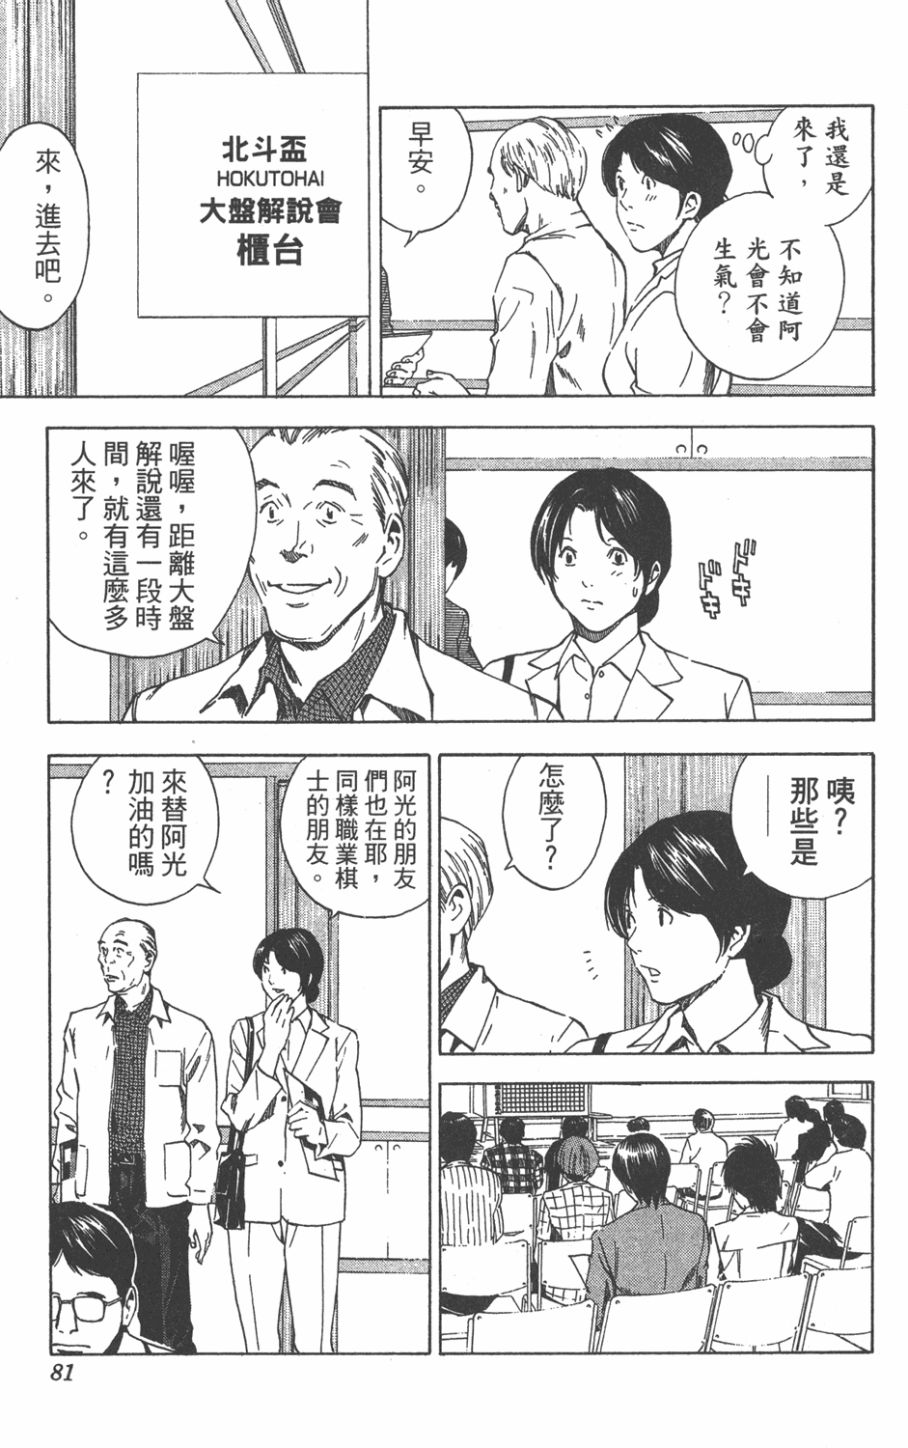 我還是
來了，
不知道阿
光會不會
生氣？
早安。
北斗盃
HOKUTOHAI
大盤解說會
櫃台
來，進去吧。
ドキ
ドキ
喔喔，距離大盤
解說還有一段時
間，就有這麼多
人來了。
咦？
那些是
——
怎麼了？
阿光的朋友
們也在耶，
同樣職業棋
士的朋友。
來替阿光
加油的嗎
？
81